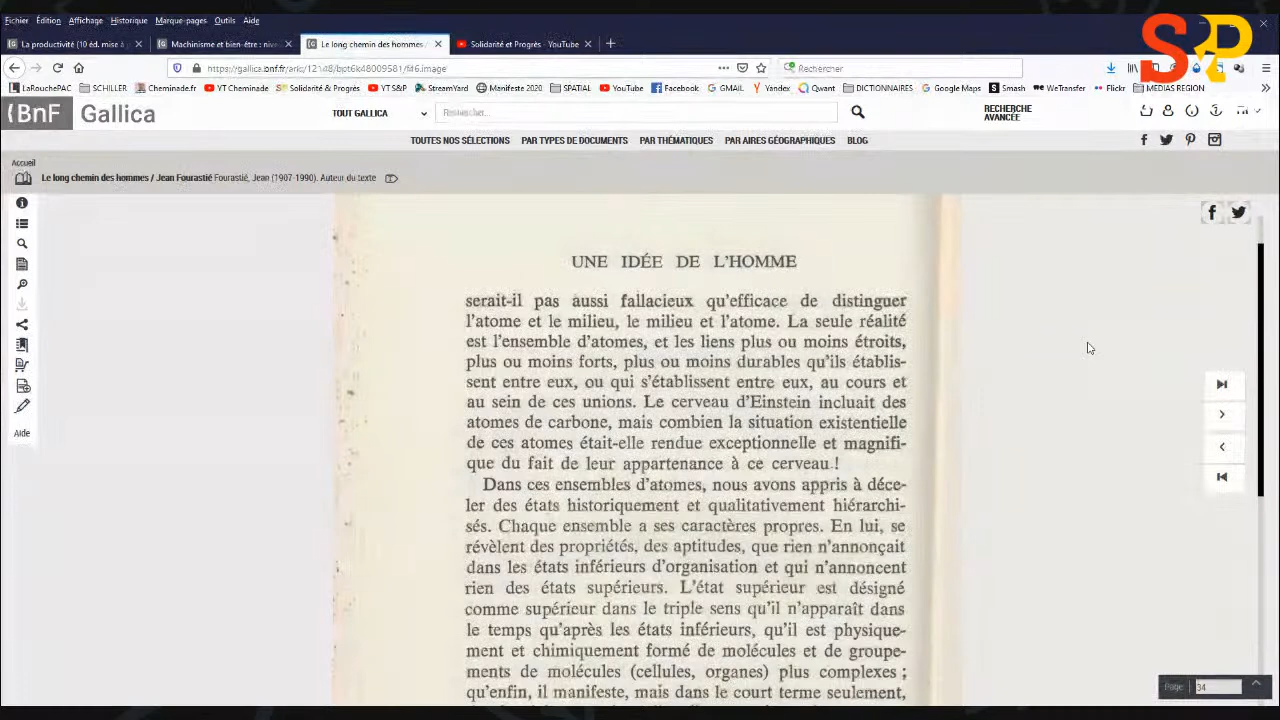 Fichier Édition Affichage Historique Marque-pages Outils Aide
La productivité (10 éd. mise à j Machinisme et bien-être : nive Le long chemin des hommes / Solidarité et Progrès - YouTube
https://gallica.bnf.fr/ark:/12148/bpt6k48009581/f46.image Rechercher
LaRouchePAC SCHILLER Cheminade.fr YT Cheminade Solidarité & Progrès YT S&P StreamYard Manifeste 2020 SPATIAL YouTube Facebook GMAIL Yandex Qwant DICTIONNAIRES Google Maps Smash WeTransfer Flickr MEDIAS REGION
SP
BnF Gallica TOUT GALLICA Rechercher... RECHERCHE AVANCÉE
TOUTES NOS SÉLECTIONS PAR TYPES DE DOCUMENTS PAR THÉMATIQUES PAR AIRES GÉOGRAPHIQUES BLOG
Accueil
Le long chemin des hommes / Jean Fourastié Fourastié, Jean (1907-1990). Auteur du texte
Aide
UNE IDÉE DE L'HOMME
serait-il pas aussi fallacieux qu'efficace de distinguer
l'atome et le milieu, le milieu et l'atome. La seule réalité
est l'ensemble d'atomes, et les liens plus ou moins étroits,
plus ou moins forts, plus ou moins durables qu'ils établis-
sent entre eux, ou qui s'établissent entre eux, au cours et
au sein de ces unions. Le cerveau d'Einstein incluait des
atomes de carbone, mais combien la situation existentielle
de ces atomes était-elle rendue exceptionnelle et magnifi-
que du fait de leur appartenance à ce cerveau !
Dans ces ensembles d'atomes, nous avons appris à déce-
ler des états historiquement et qualitativement hiérarchi-
sés. Chaque ensemble a ses caractères propres. En lui, se
révèlent des propriétés, des aptitudes, que rien n'annonçait
dans les états inférieurs d'organisation et qui n'annoncent
rien des états supérieurs. L'état supérieur est désigné
comme supérieur dans le triple sens qu'il n'apparaît dans
le temps qu'après les états inférieurs, qu'il est physique-
ment et chimiquement formé de molécules et de groupe-
ments de molécules (cellules, organes) plus complexes ;
qu'enfin, il manifeste, mais dans le court terme seulement,
Page 34